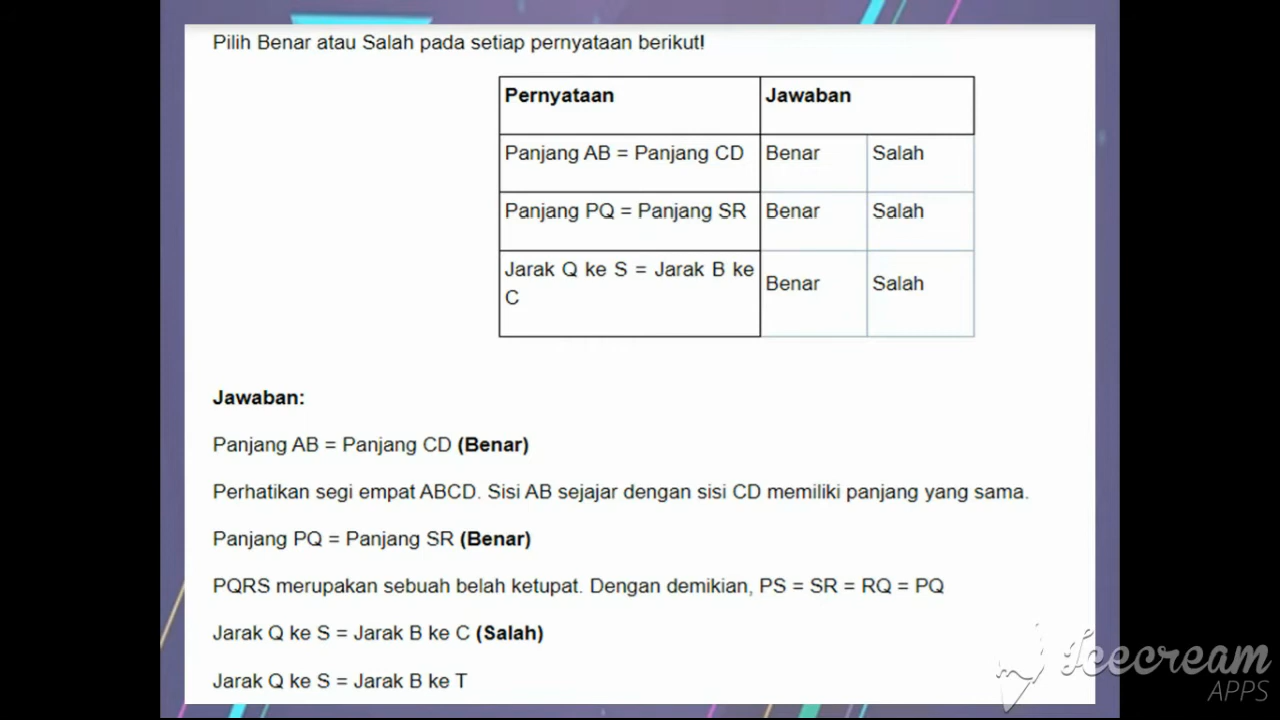 Pilih Benar atau Salah pada setiap pernyataan berikut!
Pernyataan Jawaban
Panjang AB = Panjang CD Benar Salah
Panjang PQ = Panjang SR Benar Salah
Jarak Q ke S = Jarak B ke
C
Benar Salah
Jawaban:
Panjang AB = Panjang CD (Benar)
Perhatikan segi empat ABCD. Sisi AB sejajar dengan sisi CD memiliki panjang yang sama.
Panjang PQ = Panjang SR (Benar)
PQRS merupakan sebuah belah ketupat. Dengan demikian, PS = SR = RQ = PQ
Jarak Q ke S = Jarak B ke C (Salah)
Jarak Q ke S = Jarak B ke T
Icecream
APPS